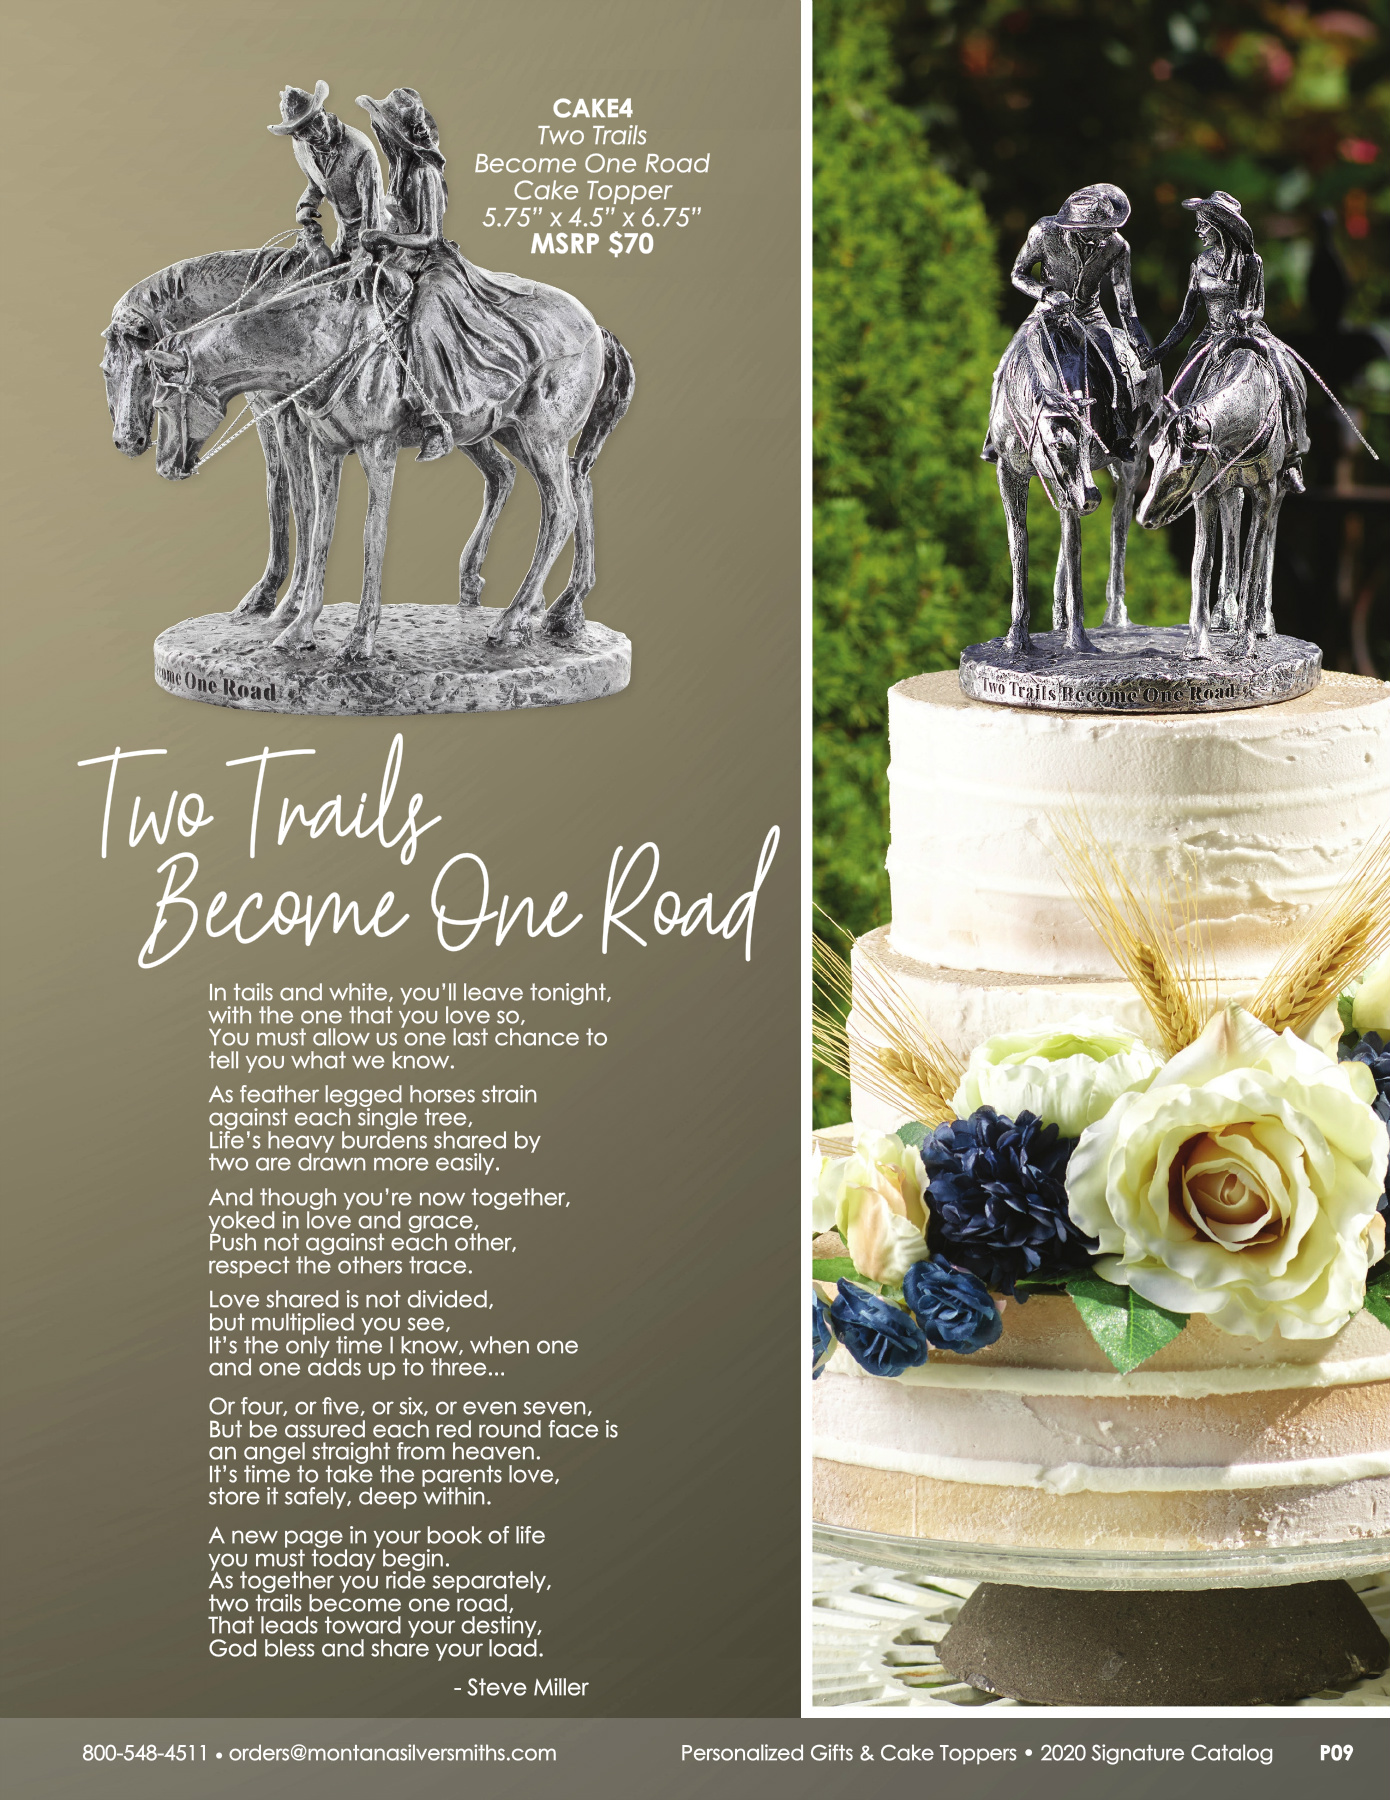 CAKE4
Two Trails
Become One Road
Cake Topper
5.75” x 4.5” x 6.75”
MSRP $70
One Road
Two Trails Become One Road
Two Trails
Become One Road
In tails and white, you’ll leave tonight,
with the one that you love so,
You must allow us one last chance to
tell you what we know.
As feather legged horses strain
against each single tree,
Life’s heavy burdens shared by
two are drawn more easily.
And though you’re now together,
yoked in love and grace,
Push not against each other,
respect the others trace.
Love shared is not divided,
but multiplied you see,
It’s the only time I know, when one
and one adds up to three...
Or four, or five, or six, or even seven,
But be assured each red round face is
an angel straight from heaven.
It’s time to take the parents love,
store it safely, deep within.
A new page in your book of life
you must today begin.
As together you ride separately,
two trails become one road,
That leads toward your destiny,
God bless and share your load.
- Steve Miller
800-548-4511 • orders@montanasilversmiths.com
Personalized Gifts & Cake Toppers • 2020 Signature Catalog P09